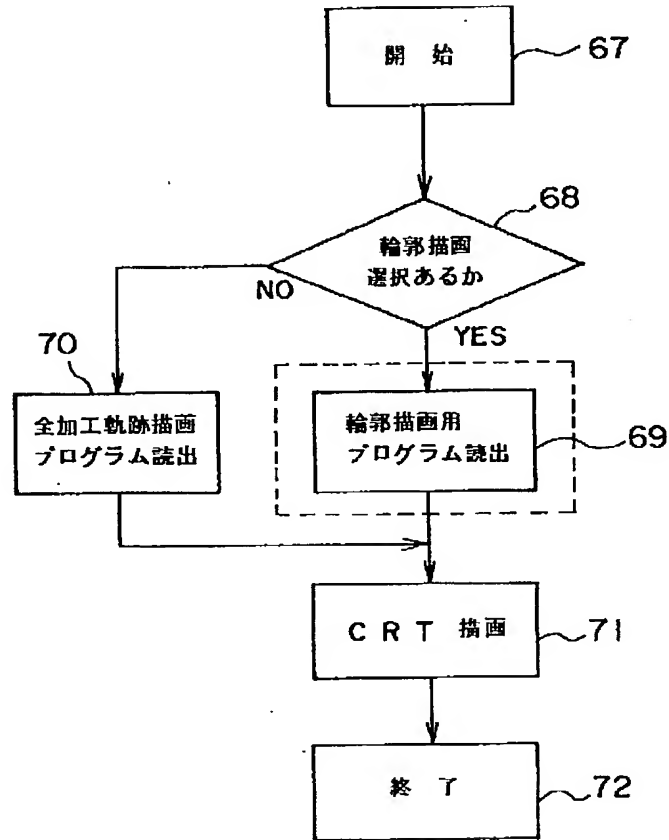 開始
67
68
輪郭描画
選択あるか
NO
YES
70
全加工軌跡描画
プログラム読出
輪郭描画用
プログラム読出
69
CRT 描画
71
終了
72